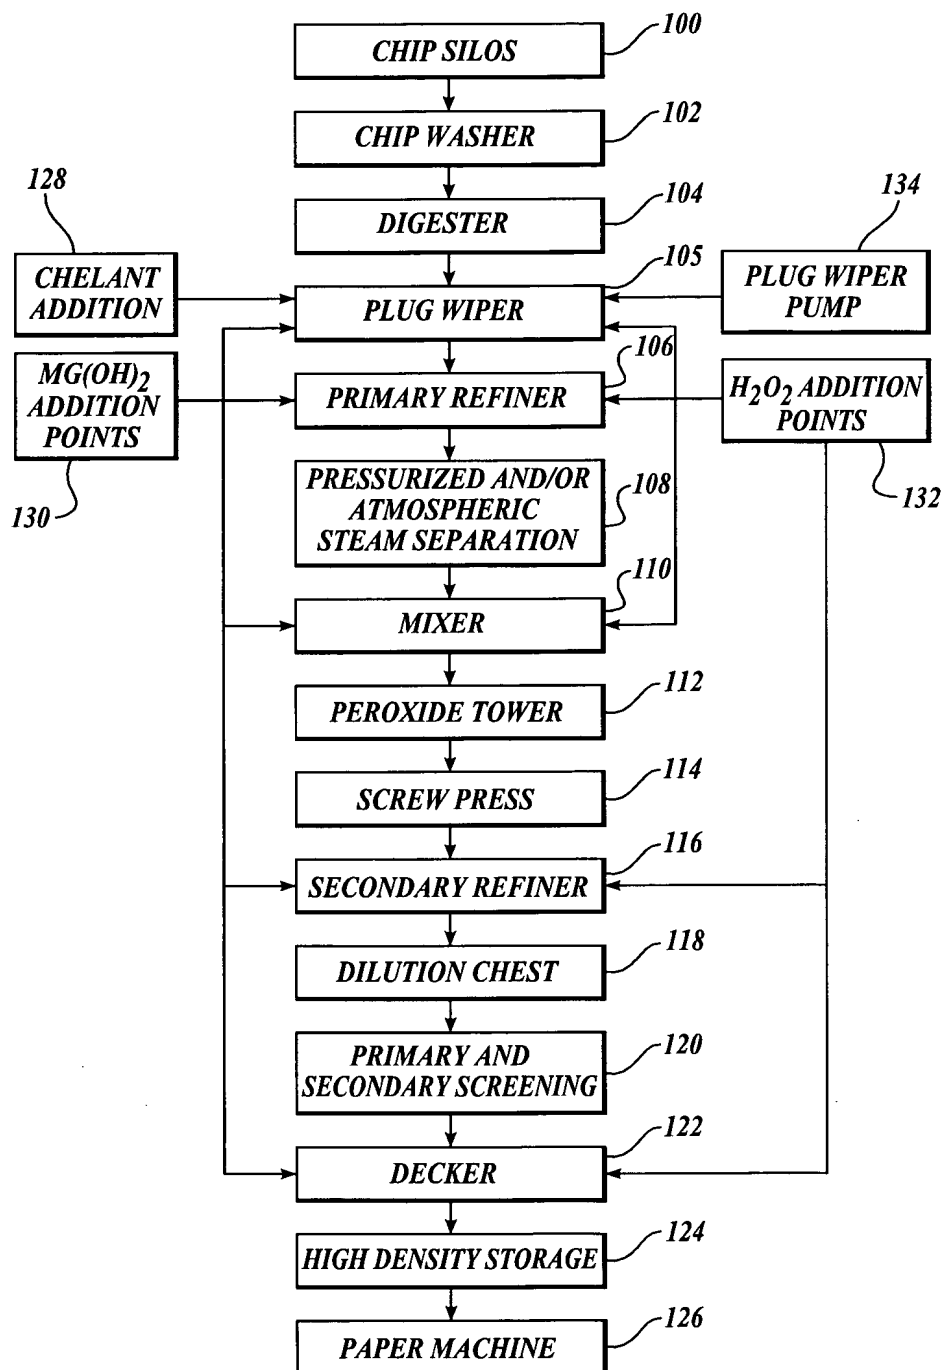 100
CHIP SILOS
102
CHIP WASHER
128
104
134
DIGESTER
105
CHELANT
ADDITION
PLUG WIPER
PLUG WIPER
PUMP
106
MG(OH)2
ADDITION
POINTS
PRIMARY REFINER
H2O2 ADDITION
POINTS
130
PRESSURIZED AND/OR
ATMOSPHERIC
STEAM SEPARATION
108
132
110
MIXER
112
PEROXIDE TOWER
114
SCREW PRESS
116
SECONDARY REFINER
118
DILUTION CHEST
120
PRIMARY AND
SECONDARY SCREENING
122
DECKER
124
HIGH DENSITY STORAGE
126
PAPER MACHINE